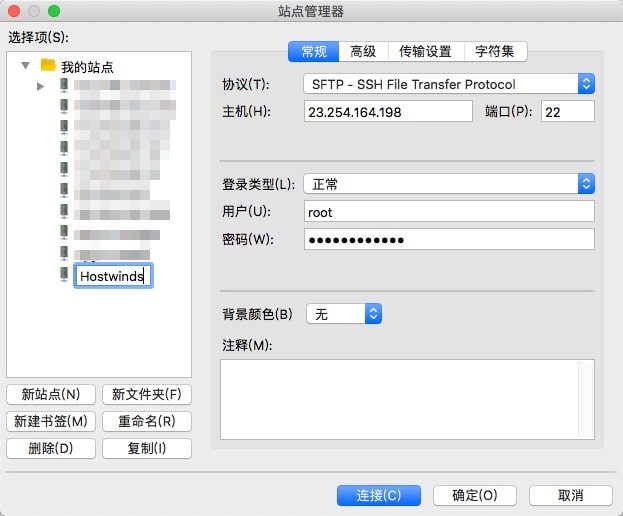 站点管理器
选择项(S):
我的站点
Hostwinds
新站点(N) 新文件夹(F)
新建书签(M) 重命名(R)
删除(D) 复制(I)
常规 高级 传输设置 字符集
协议(T): SFTP - SSH File Transfer Protocol
主机(H): 23.254.164.198 端口(P): 22
登录类型(L): 正常
用户(U): root
密码(W): ●●●●●●●●●●●●
背景颜色(B) 无
注释(M):
连接(C) 确定(O) 取消